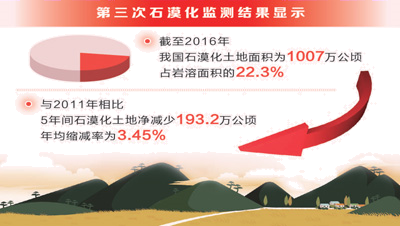 第三次石漠化监测结果显示
截至2016年
我国石漠化土地面积为1007万公顷
占岩溶面积的22.3%
与2011年相比
5年间石漠化土地净减少193.2万公顷
年均缩减率为3.45%